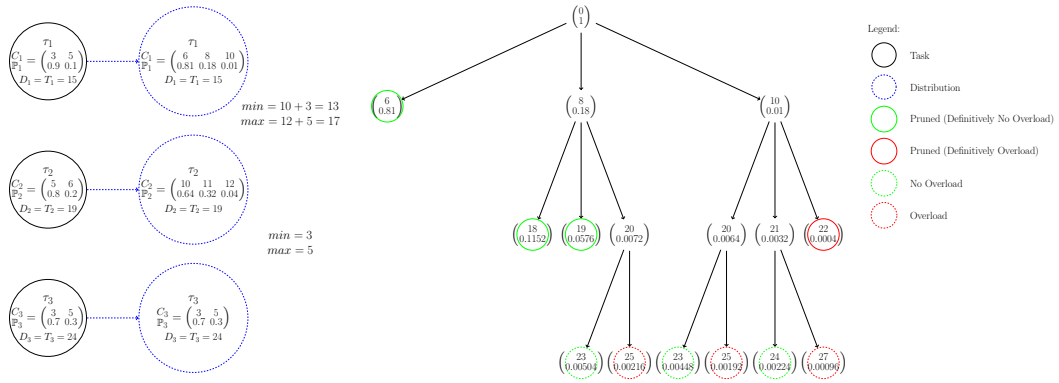 τ1
C1 = ( 3 5
ℙ1 0.9 0.1 )
D1 = T1 = 15
τ1
C1 = ( 6 8 10
ℙ1 0.81 0.18 0.01 )
D1 = T1 = 15
min = 10 + 3 = 13
max = 12 + 5 = 17
τ2
C2 = ( 5 6
ℙ2 0.8 0.2 )
D2 = T2 = 19
τ2
C2 = ( 10 11 12
ℙ2 0.64 0.32 0.04 )
D2 = T2 = 19
min = 3
max = 5
τ3
C3 = ( 3 5
ℙ3 0.7 0.3 )
D3 = T3 = 24
τ3
C3 = ( 3 5
ℙ3 0.7 0.3 )
D3 = T3 = 24
( 0
1 )
( 6
0.81 )
( 8
0.18 )
( 10
0.01 )
( 18
0.1152 )
( 19
0.0576 )
( 20
0.0072 )
( 20
0.0064 )
( 21
0.0032 )
( 22
0.0004 )
( 23
0.00504 )
( 25
0.00216 )
( 23
0.00448 )
( 25
0.00192 )
( 24
0.00224 )
( 27
0.00096 )
Legend:
Task
Distribution
Pruned (Definitively No Overload)
Pruned (Definitively Overload)
No Overload
Overload